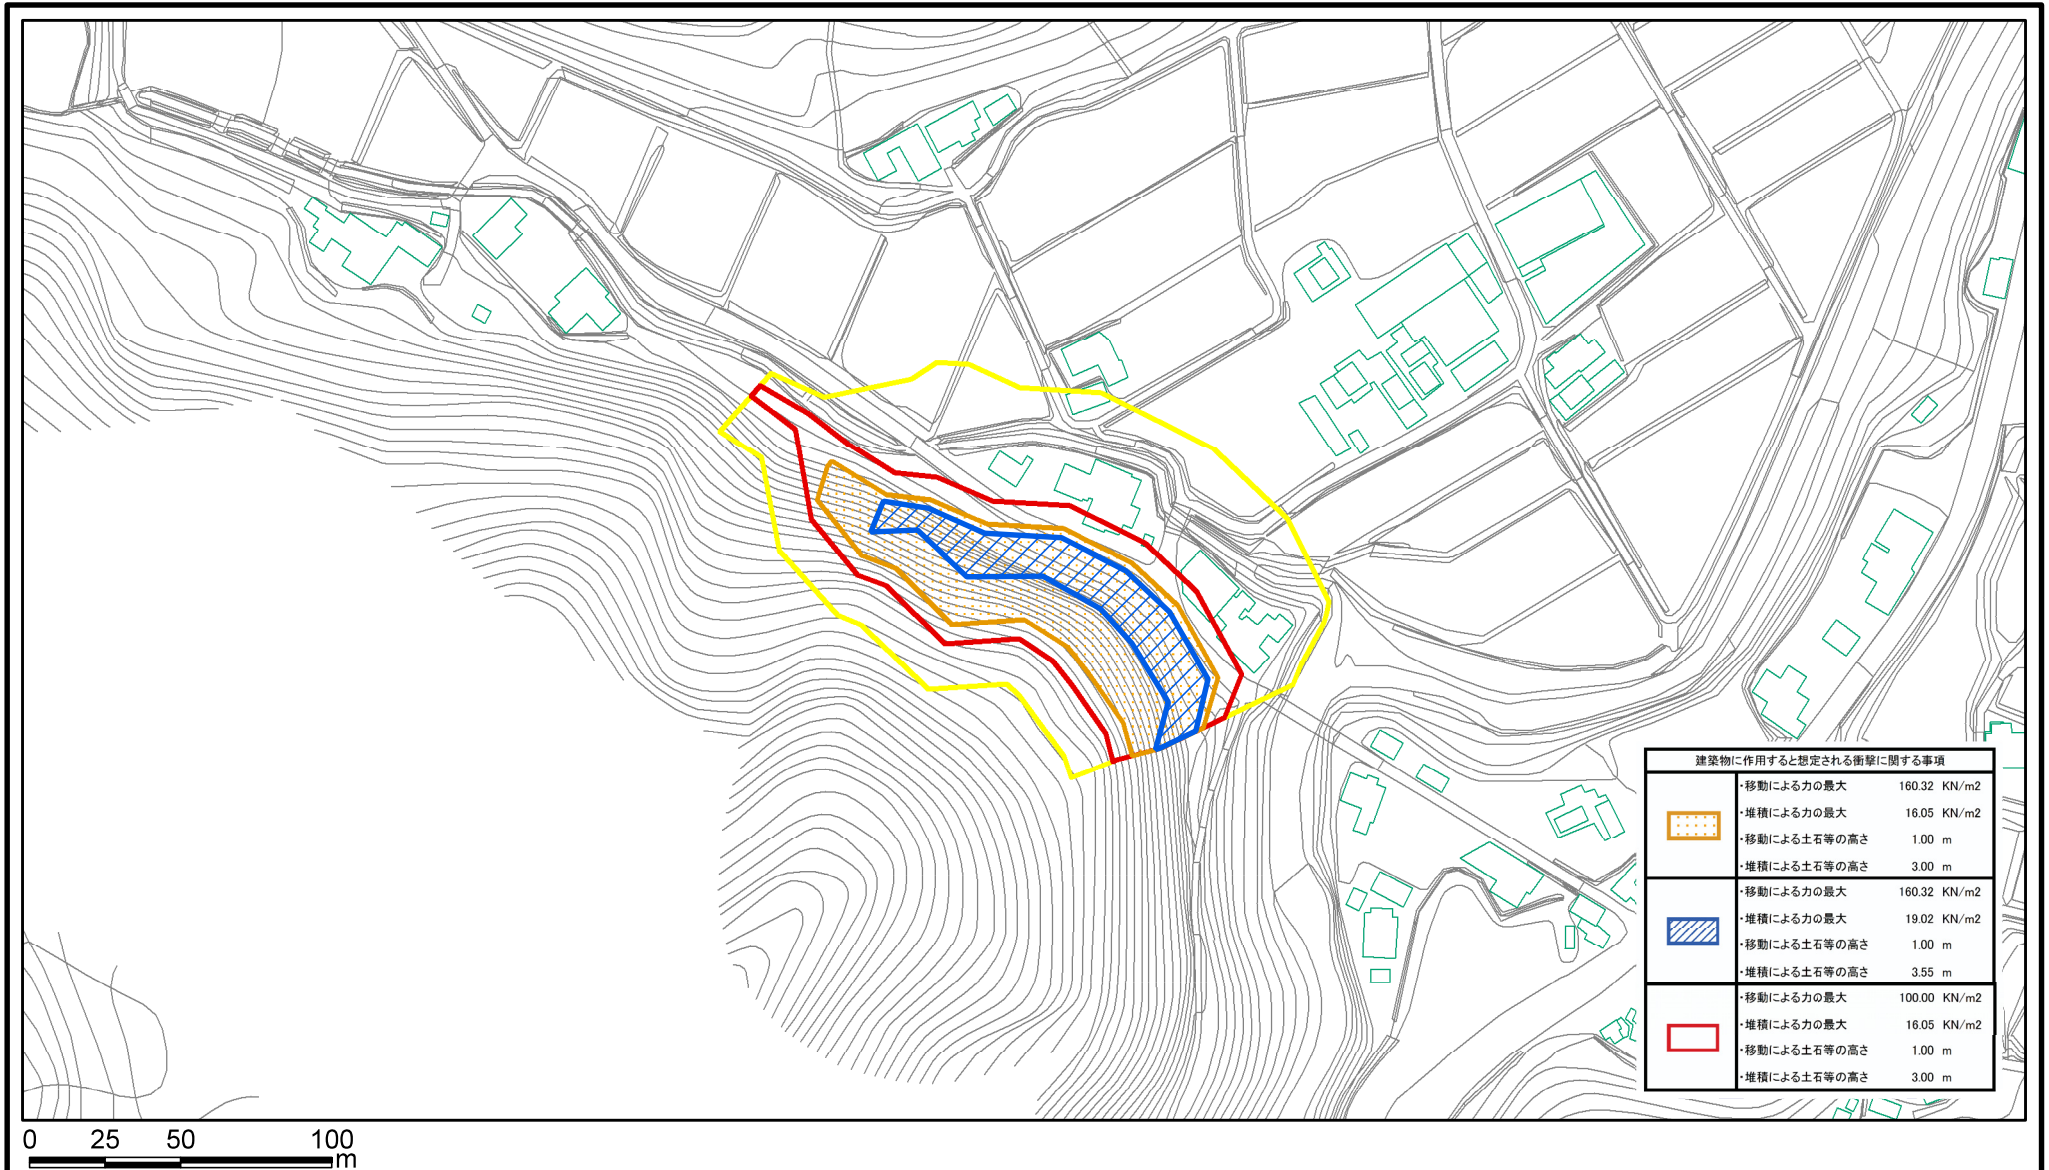 建築物に作用すると想定される衝撃に関する事項
・移動による力の最大 160.32 KN/m2
・堆積による力の最大 16.05 KN/m2
・移動による土石等の高さ 1.00 m
・堆積による土石等の高さ 3.00 m
・移動による力の最大 160.32 KN/m2
・堆積による力の最大 19.02 KN/m2
・移動による土石等の高さ 1.00 m
・堆積による土石等の高さ 3.55 m
・移動による力の最大 100.00 KN/m2
・堆積による力の最大 16.05 KN/m2
・移動による土石等の高さ 1.00 m
・堆積による土石等の高さ 3.00 m
0 25 50 100
m